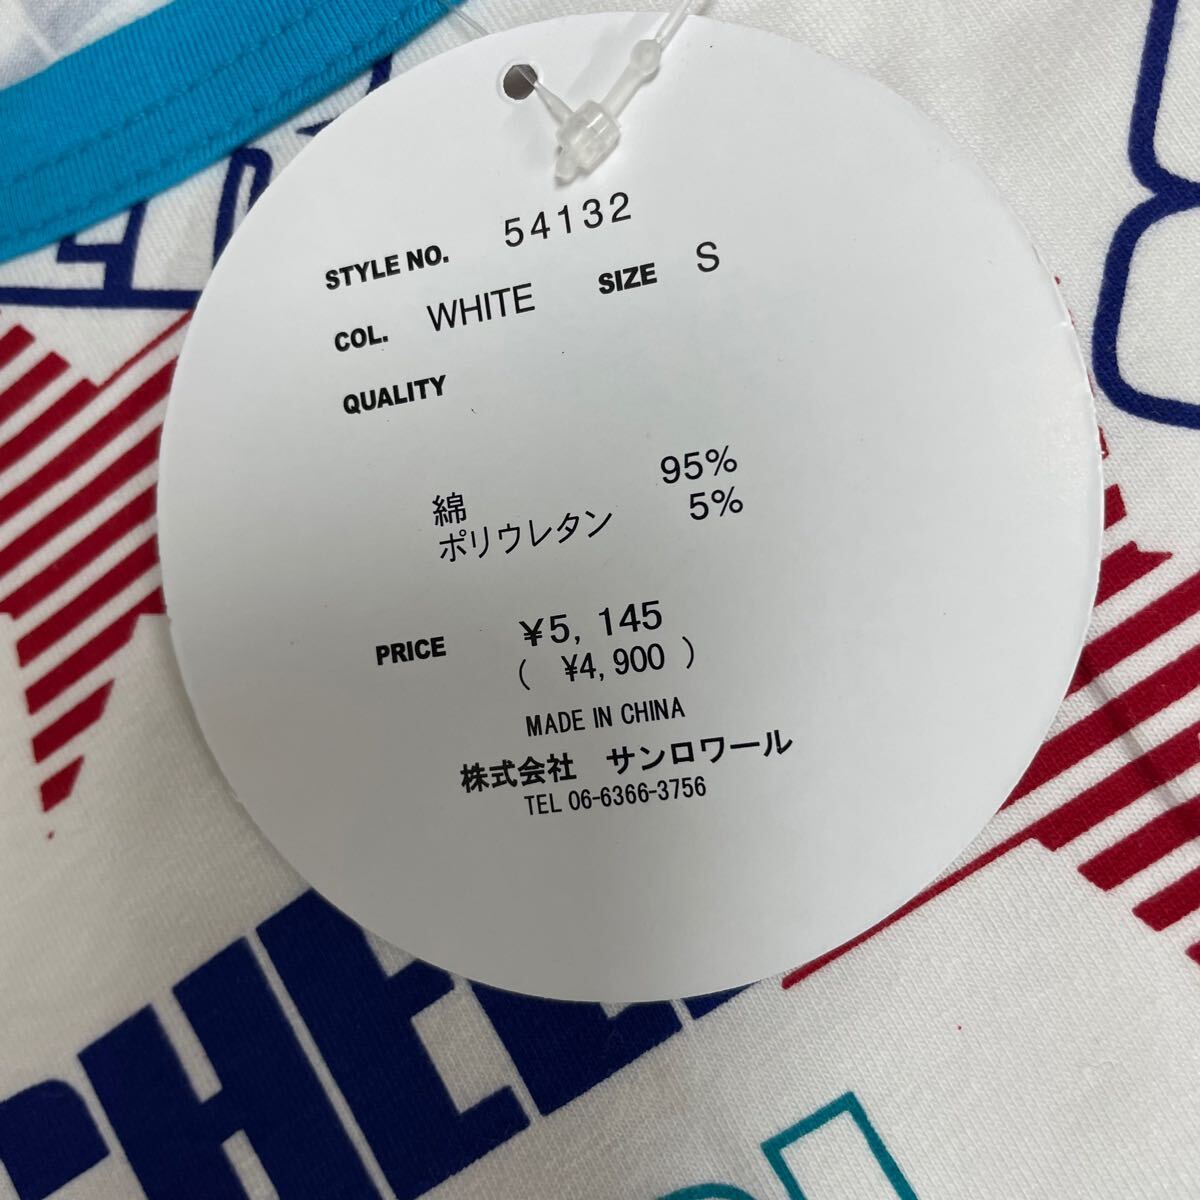 STYLE NO. 54132
COL. WHITE SIZE S
QUALITY
綿 95%
ポリウレタン 5%
PRICE ¥5,145
( ¥4,900 )
MADE IN CHINA
株式会社 サンロワール
TEL 06-6366-3756